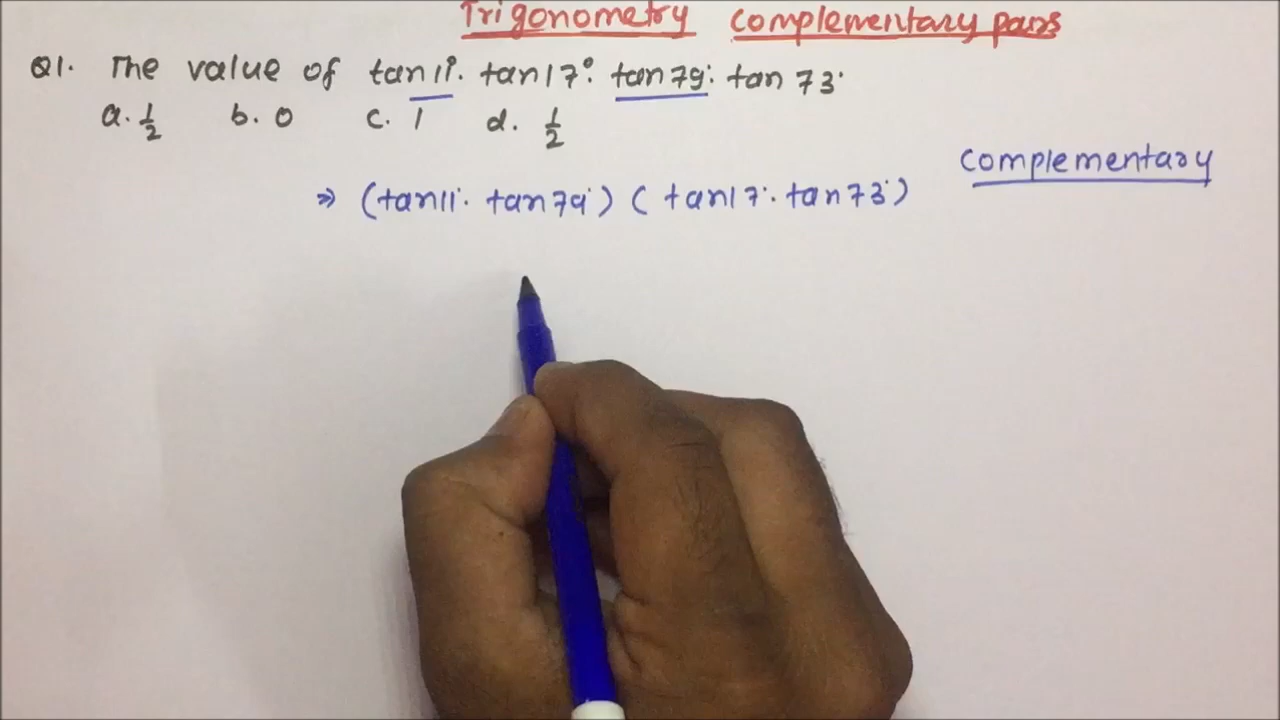 Trigonometry complementary pairs
Q1. The value of tan11°. tan17°. tan79°. tan 73°
a. 1/2 b. 0 c. 1 d. 1/2
complementary
⇒ (tan11°. tan79°) ( tan17°. tan73°)